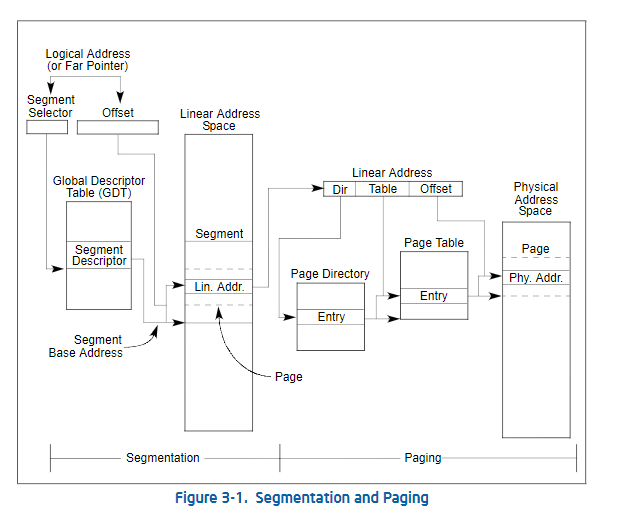 Logical Address
(or Far Pointer)
Segment
Selector
Offset
Linear Address
Space
Global Descriptor
Table (GDT)
Segment
Descriptor
Segment
Lin. Addr.
Segment
Base Address
Page
Linear Address
Dir
Table
Offset
Physical
Address
Space
Page Table
Page
Page Directory
Phy. Addr.
Entry
Entry
Segmentation
Paging
Figure 3-1. Segmentation and Paging